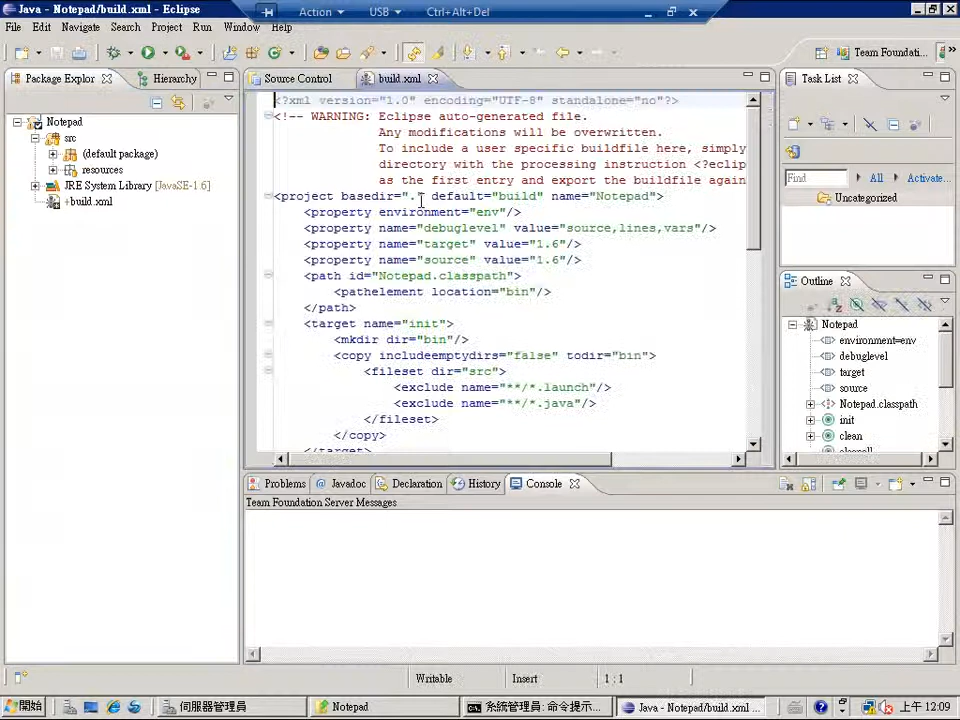 Java - Notepad/build.xml - Eclipse
Action
USB
Ctrl+Alt+Del
File Edit Navigate Search Project Run Window Help
Team Foundati...
Package Explor
Hierarchy
Source Control
build.xml
Task List
Notepad
src
(default package)
resources
JRE System Library [JavaSE-1.6]
+build.xml
<?xml version="1.0" encoding="UTF-8" standalone="no"?>
<!-- WARNING: Eclipse auto-generated file.
Any modifications will be overwritten.
To include a user specific buildfile here, simply
directory with the processing instruction <?eclip
as the first entry and export the buildfile again
<project basedir="." default="build" name="Notepad">
<property environment="env"/>
<property name="debuglevel" value="source,lines,vars"/>
<property name="target" value="1.6"/>
<property name="source" value="1.6"/>
<path id="Notepad.classpath">
<pathelement location="bin"/>
</path>
<target name="init">
<mkdir dir="bin"/>
<copy includeemptydirs="false" todir="bin">
<fileset dir="src">
<exclude name="**/*.launch"/>
<exclude name="**/*.java"/>
</fileset>
</copy>
</target>
Find
All
Activate...
Uncategorized
Outline
Notepad
environment=env
debuglevel
target
source
Notepad.classpath
init
clean
cleanall
Problems
Javadoc
Declaration
History
Console
Team Foundation Server Messages
Writable
Insert
1 : 1
開始
伺服器管理員
Notepad
系統管理員: 命令提示...
Java - Notepad/build.xml ...
上午 12:09